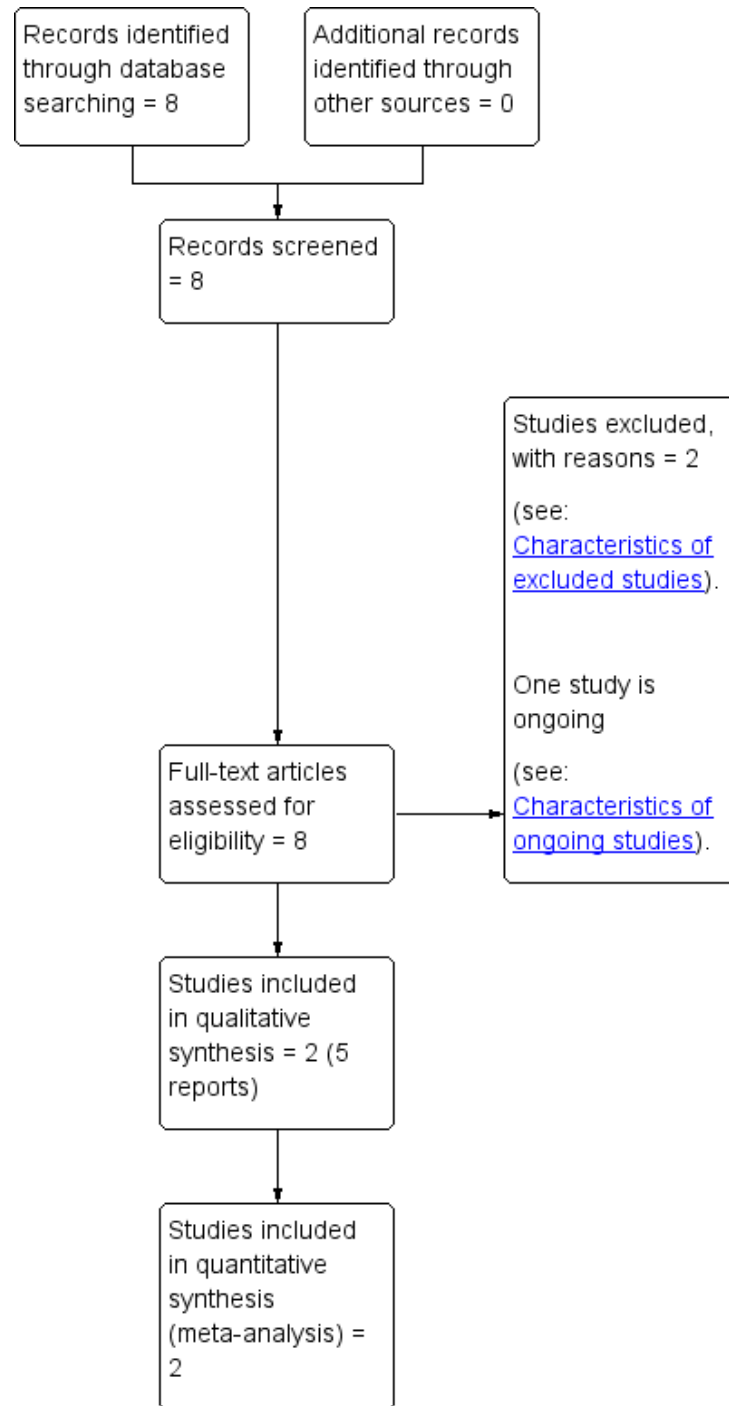 Records identified
through database
searching = 8
Additional records
identified through
other sources = 0
Records screened
= 8
Studies excluded,
with reasons = 2
(see:
Characteristics of
excluded studies).
One study is
ongoing
(see:
Characteristics of
ongoing studies).
Full-text articles
assessed for
eligibility = 8
Studies included
in qualitative
synthesis = 2 (5
reports)
Studies included
in quantitative
synthesis
(meta-analysis) =
2